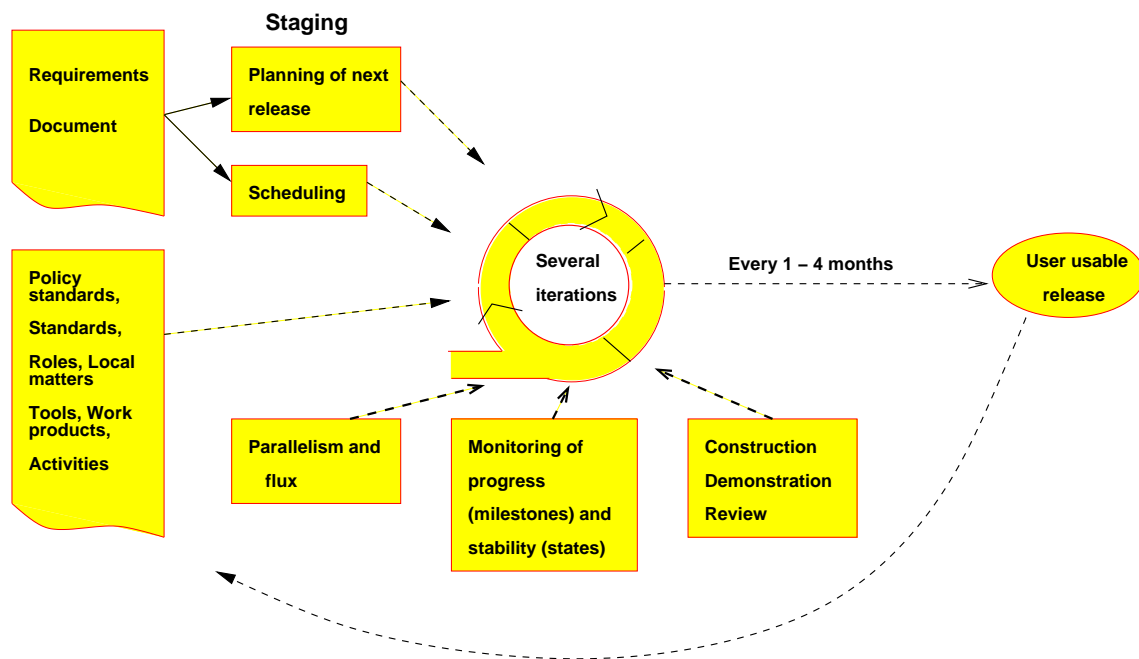 Staging
Requirements
Document
Planning of next
release
Scheduling
Policy
standards,
Standards,
Roles, Local
matters
Tools, Work
products,
Activities
Several
iterations
Every 1 – 4 months
User usable
release
Parallelism and
flux
Monitoring of
progress
(milestones) and
stability (states)
Construction
Demonstration
Review